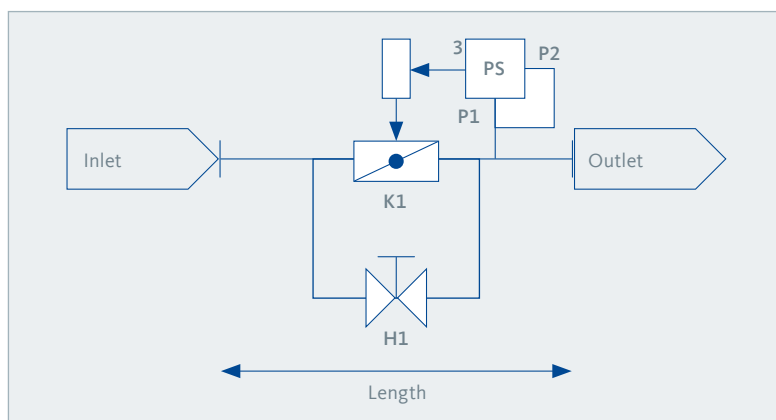 3
PS
P2
P1
Inlet
Outlet
K1
H1
Length